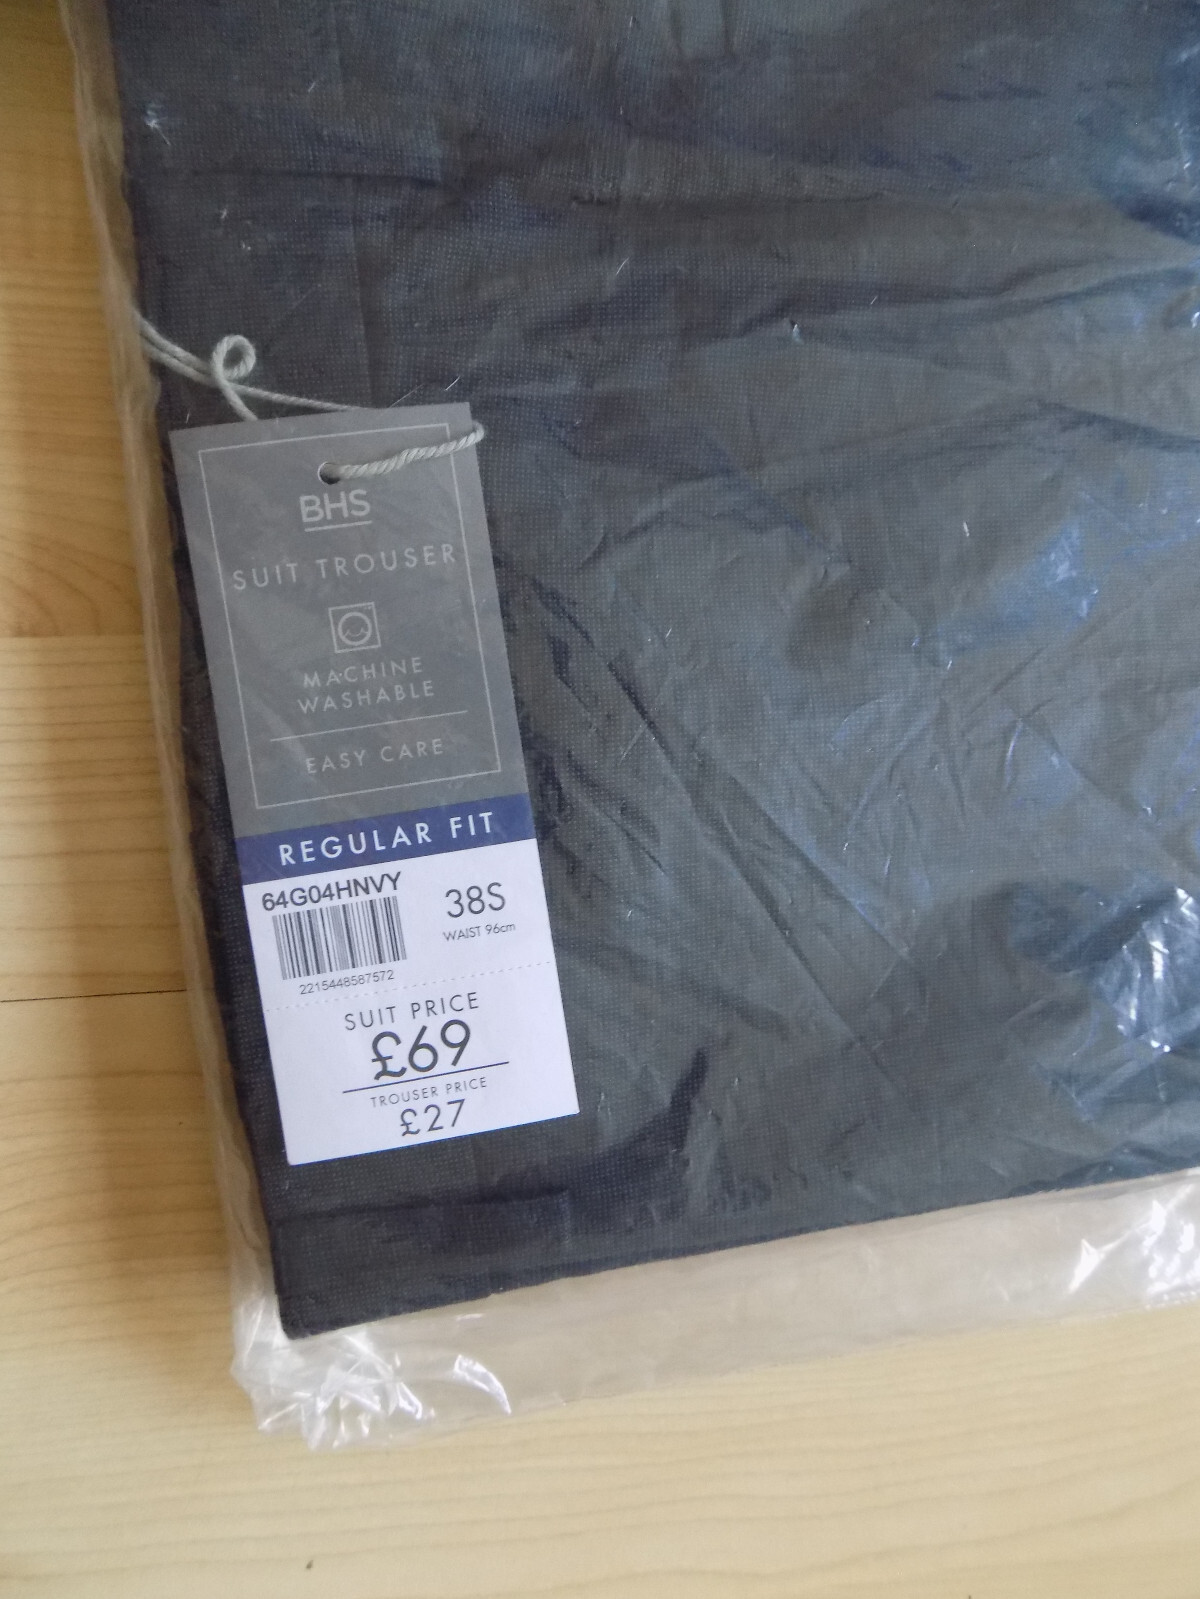 BHS
SUIT TROUSER
MACHINE
WASHABLE
EASY CARE
REGULAR FIT
64G04HNVY
38S
WAIST 96cm
2215448587572
SUIT PRICE
£69
TROUSER PRICE
£27